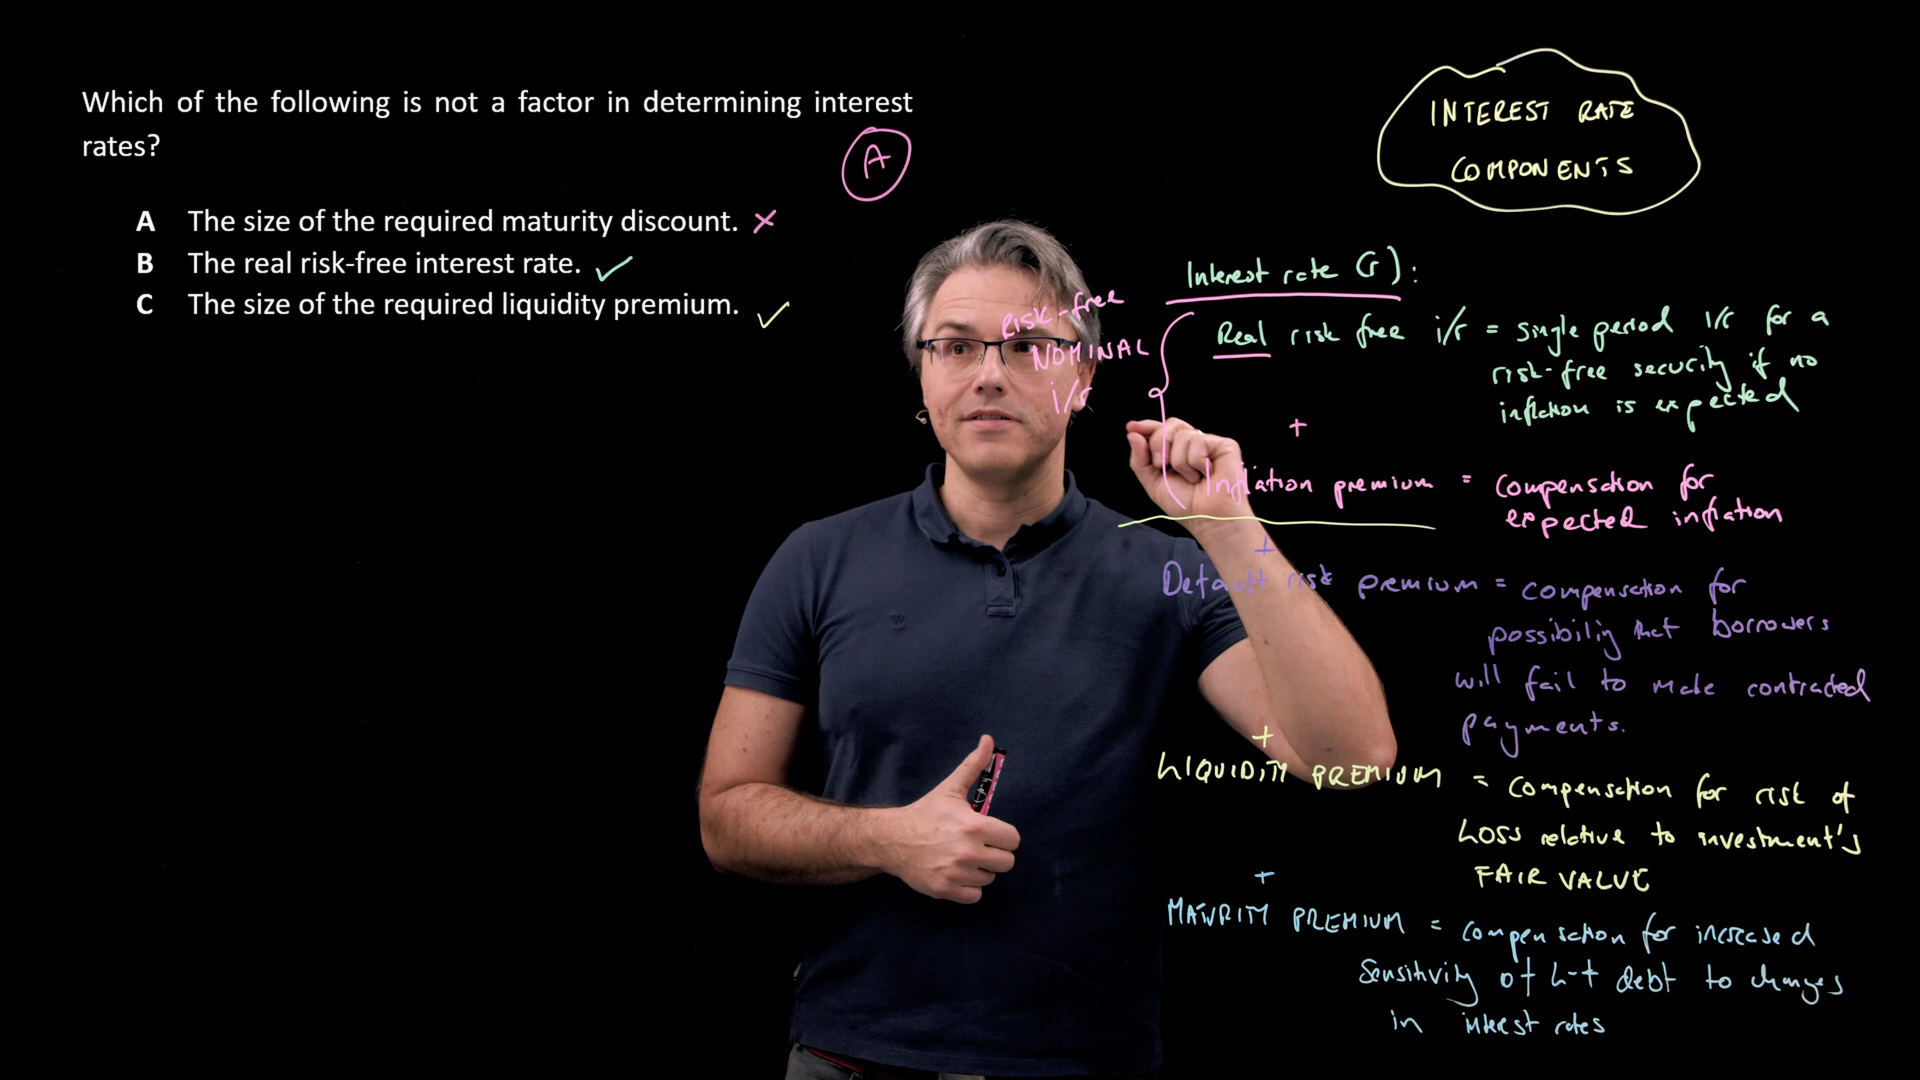 Which of the following is not a factor in determining interest
rates?
A
A The size of the required maturity discount.
B The real risk-free interest rate.
C The size of the required liquidity premium.
INTEREST RATE
COMPONENTS
Interest rate (r):
Risk-free
NOMINAL
i/r
Real risk free i/r = single period i/r for a
risk-free security if no
inflation is expected
+
Inflation premium = compensation for
expected inflation
+
Default risk premium = compensation for
possibility that borrowers
will fail to make contracted
payments.
+
LIQUIDITY PREMIUM = compensation for risk of
LOSS relative to investment's
FAIR VALUE
+
MATURITY PREMIUM = compensation for increased
sensitivity of L-t debt to changes
in interest rates